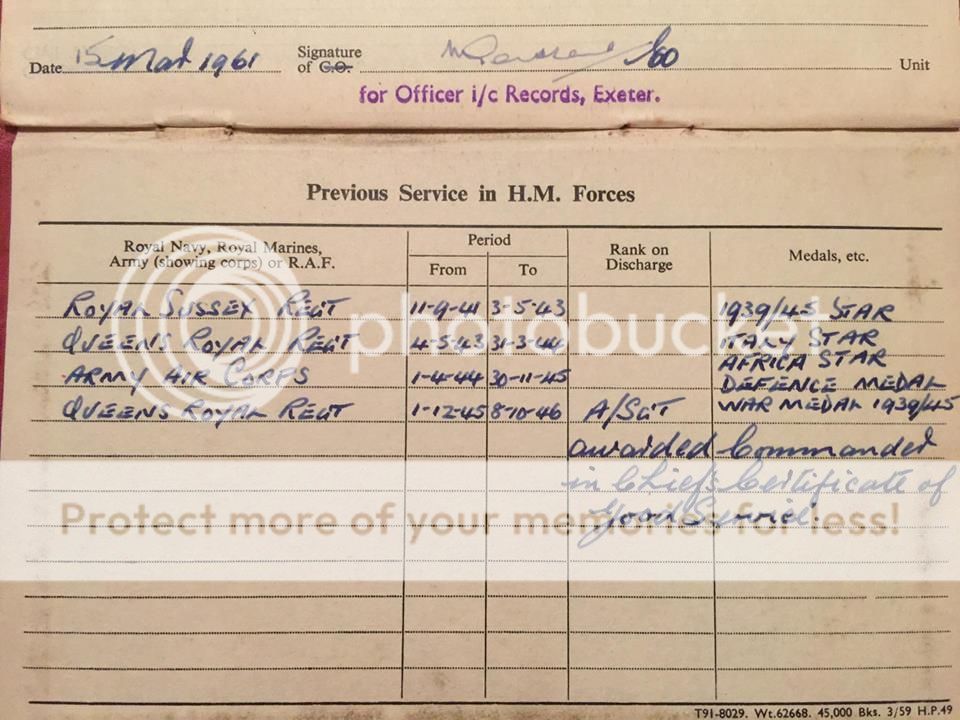 Date 15 Mar 1961 Signature of C.O. Unit
for Officer i/c Records, Exeter.
Previous Service in H.M. Forces
Royal Navy, Royal Marines, Army (showing corps) or R.A.F. Period From To Rank on Discharge Medals, etc.
ROYAL SUSSEX REGT 11-9-41 3-5-43 1939/45 STAR
QUEENS ROYAL REGT 4-5-43 31-3-44 ITALY STAR
AFRICA STAR
ARMY AIR CORPS 1-4-44 30-11-45 DEFENCE MEDAL
QUEENS ROYAL REGT 1-12-45 8-10-46 A/SGT WAR MEDAL 1939/45
awarded Commander
in Chiefs Certificate of
Good Service.
photobucket
Protect more of your memories for less!
T91-8029. Wt.62668. 45,000 Bks. 3/59 H.P.49